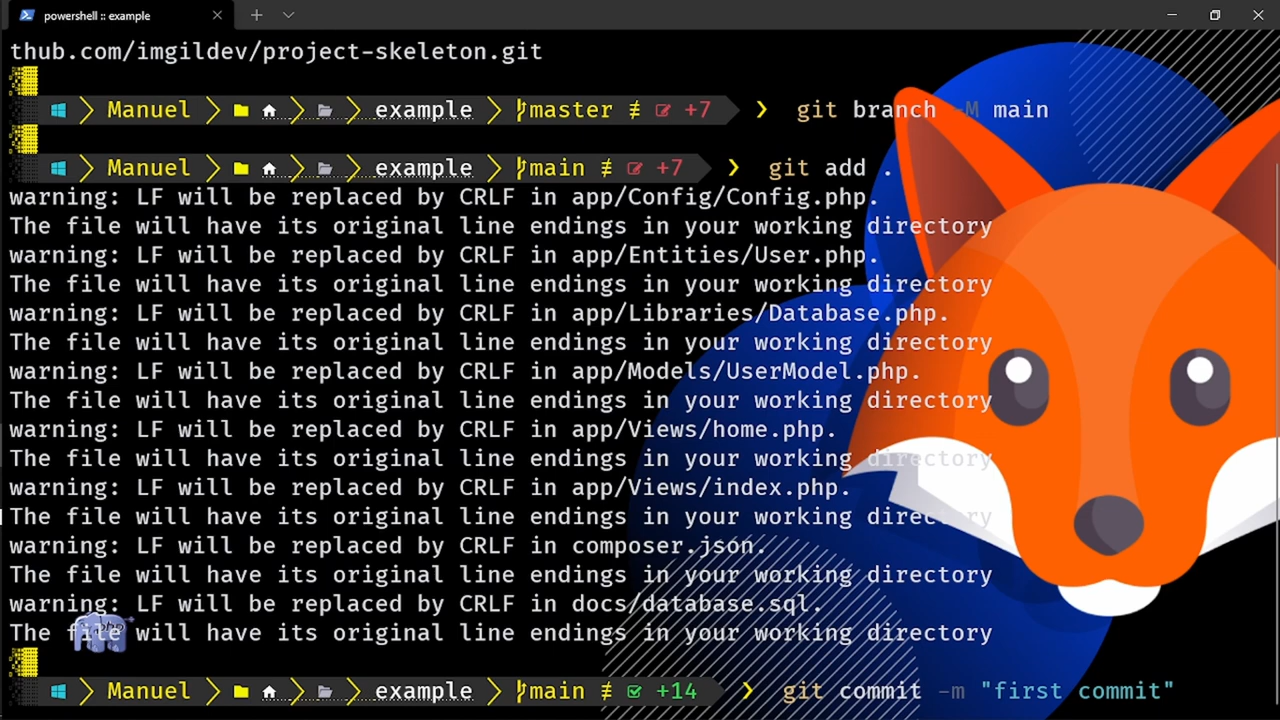 powershell :: example
thub.com/imgildev/project-skeleton.git
Manuel example master ≢ +7 ❯ git branch -M main
Manuel example main ≢ +7 ❯ git add .
warning: LF will be replaced by CRLF in app/Config/Config.php.
The file will have its original line endings in your working directory
warning: LF will be replaced by CRLF in app/Entities/User.php.
The file will have its original line endings in your working directory
warning: LF will be replaced by CRLF in app/Libraries/Database.php.
The file will have its original line endings in your working directory
warning: LF will be replaced by CRLF in app/Models/UserModel.php.
The file will have its original line endings in your working directory
warning: LF will be replaced by CRLF in app/Views/home.php.
The file will have its original line endings in your working directory
warning: LF will be replaced by CRLF in app/Views/index.php.
The file will have its original line endings in your working directory
warning: LF will be replaced by CRLF in composer.json.
The file will have its original line endings in your working directory
warning: LF will be replaced by CRLF in docs/database.sql.
The file will have its original line endings in your working directory
php
Manuel example main ≢ +14 ❯ git commit -m "first commit"